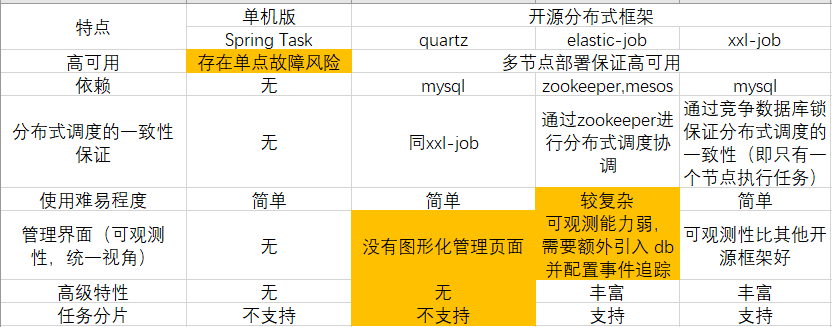 特点 单机版 开源分布式框架
Spring Task quartz elastic-job xxl-job
高可用 存在单点故障风险 多节点部署保证高可用
依赖 无 mysql zookeeper,mesos mysql
分布式调度的一致性
保证
无
同xxl-job
通过zookeeper进
行分布式调度协
调
通过竞争数据库锁
保证分布式调度的
一致性（即只有一
个节点执行任务）
使用难易程度 简单 简单 较复杂 简单
管理界面（可观测
性，统一视角）
无
没有图形化管理页面
可观测能力弱，
需要额外引入 db
并配置事件追踪
可观测性比其他开
源框架好
高级特性 无 无 丰富 丰富
任务分片 不支持 不支持 支持 支持